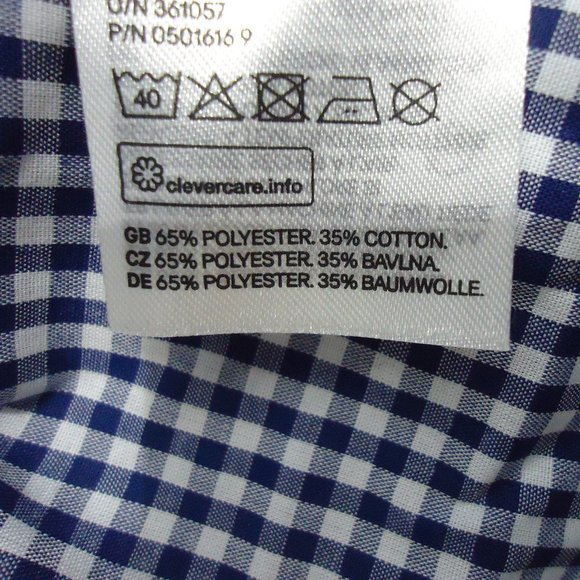 O/N 361057
P/N 0501616 9
40
clevercare.info
GB 65% POLYESTER. 35% COTTON.
CZ 65% POLYESTER. 35% BAVLNA.
DE 65% POLYESTER. 35% BAUMWOLLE.